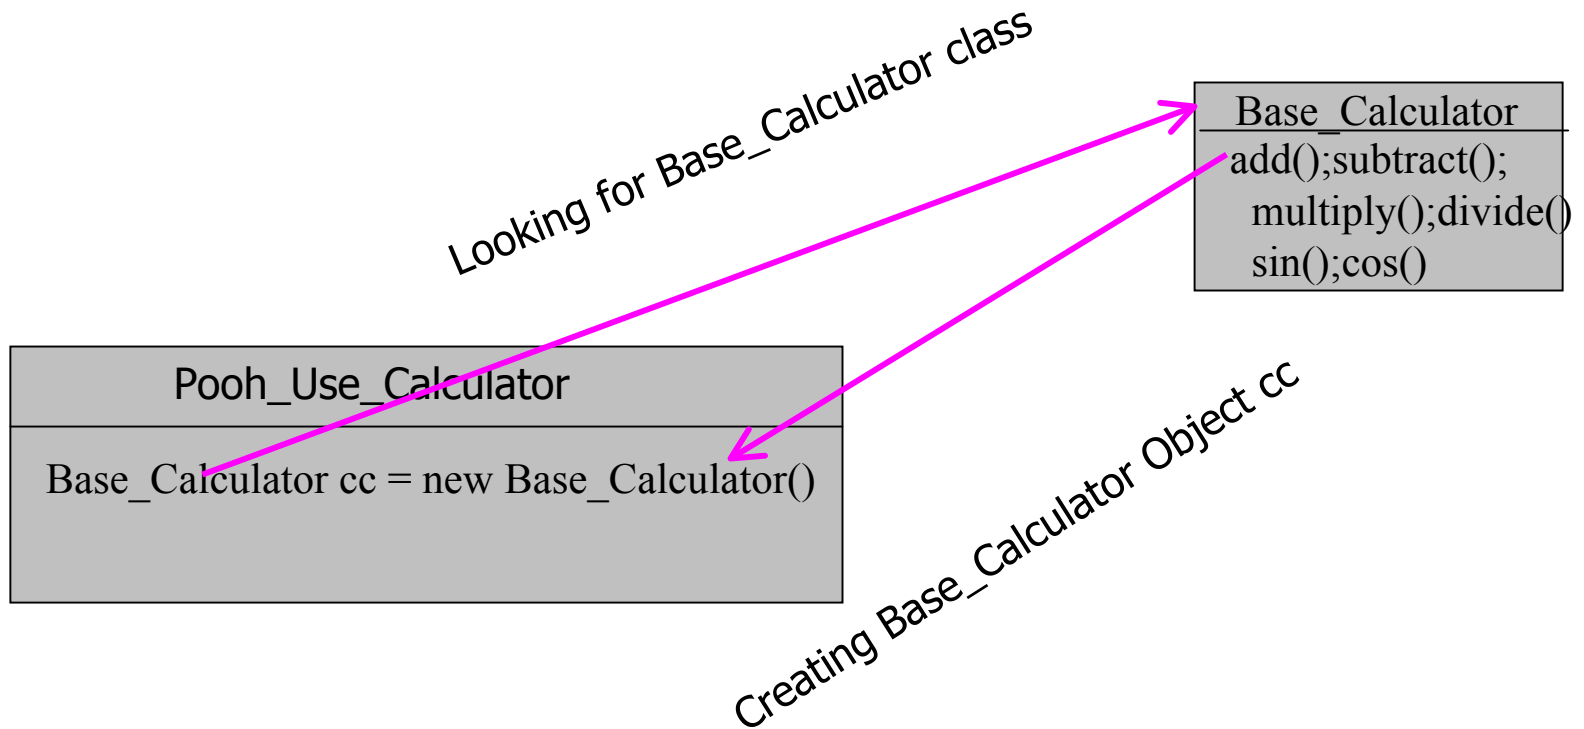 Looking for Base_Calculator class
Base_Calculator
add();subtract();
multiply();divide()
sin();cos()
Pooh_Use_Calculator
Base_Calculator cc = new Base_Calculator()
Creating Base_Calculator Object cc